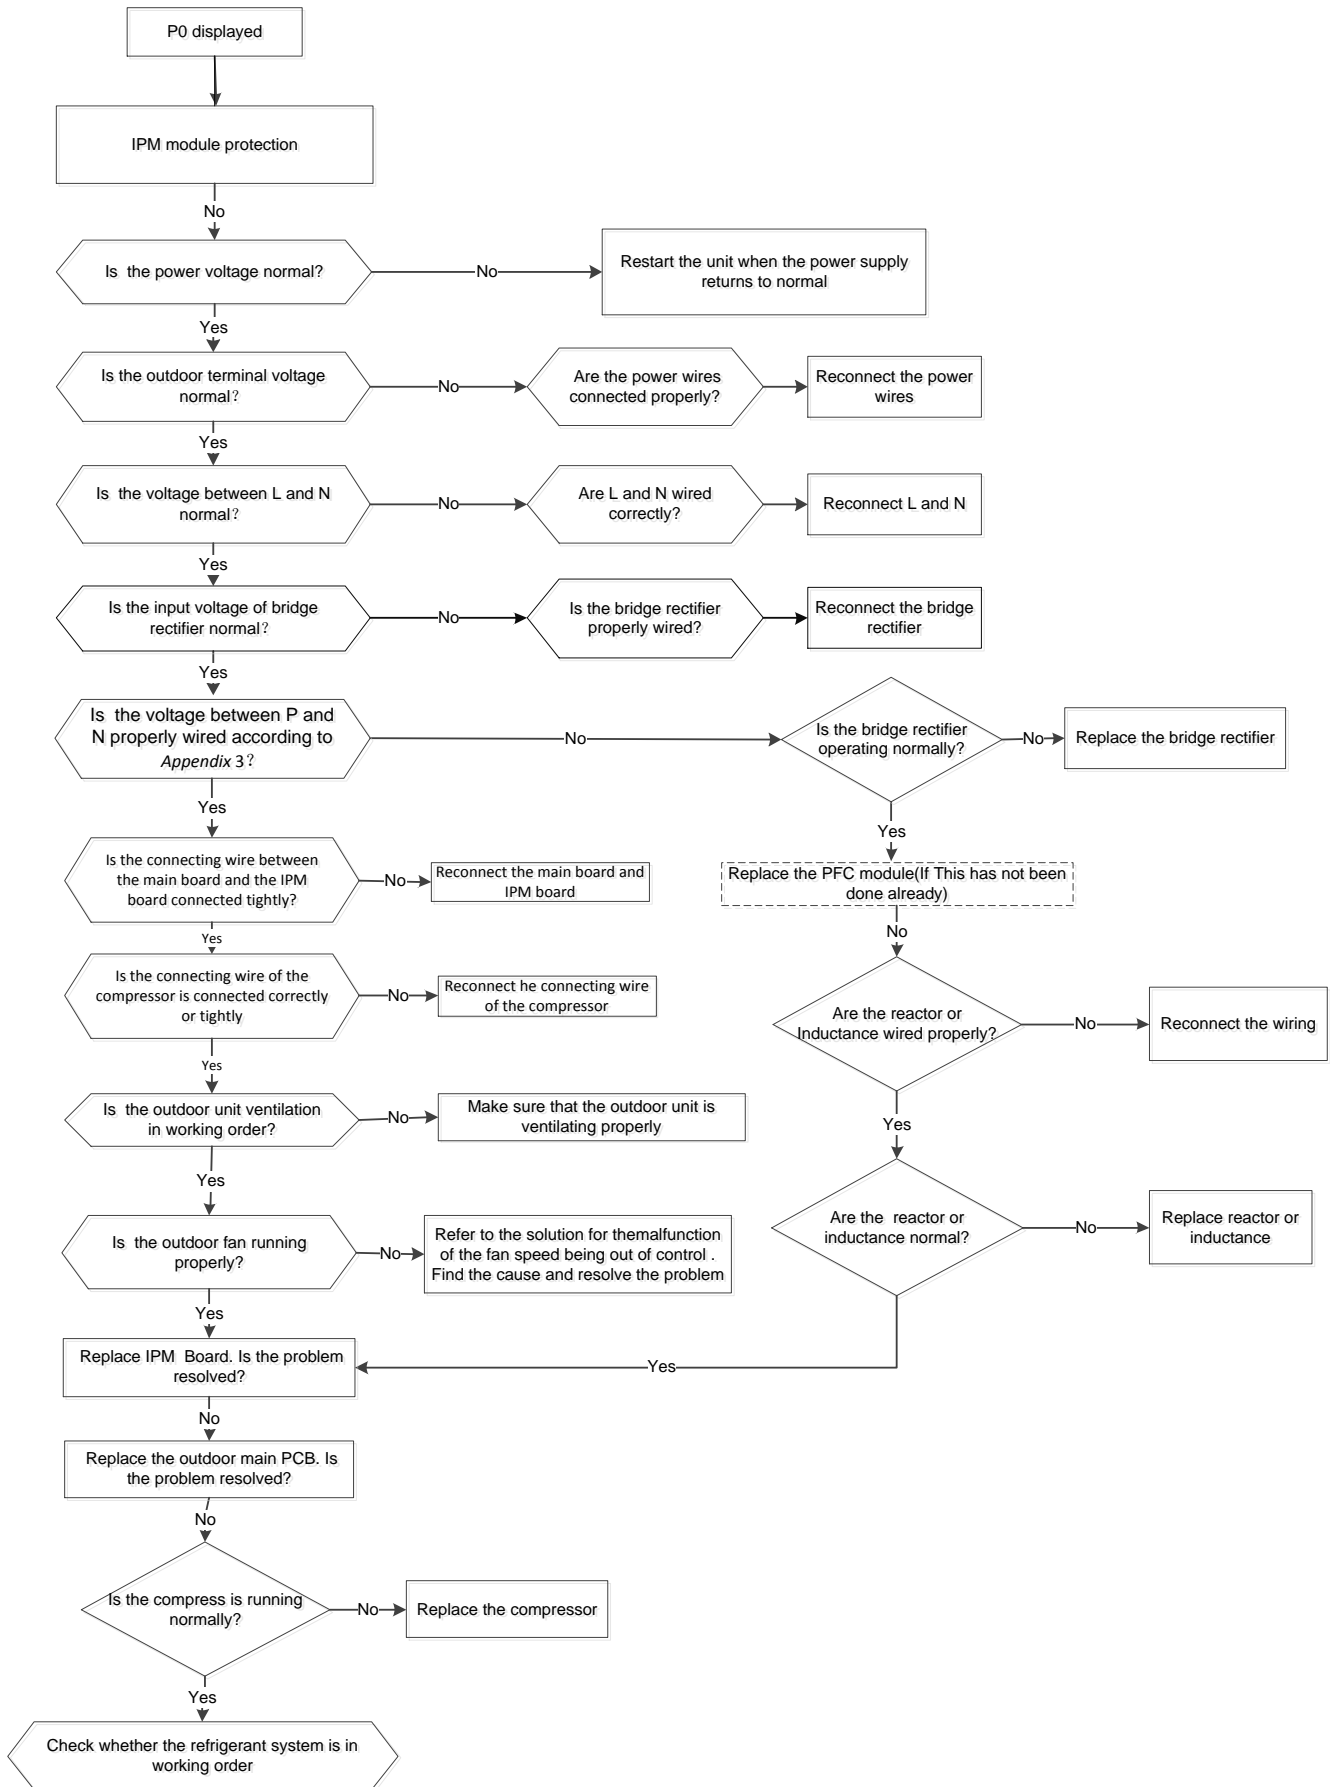 P0 displayed
IPM module protection
No
Is the power voltage normal?
No
Restart the unit when the power supply
returns to normal
Yes
Is the outdoor terminal voltage
normal?
No
Are the power wires
connected properly?
Reconnect the power
wires
Yes
Is the voltage between L and N
normal?
No
Are L and N wired
correctly?
Reconnect L and N
Yes
Is the input voltage of bridge
rectifier normal?
No
Is the bridge rectifier
properly wired?
Reconnect the bridge
rectifier
Yes
Is the voltage between P and
N properly wired according to
Appendix 3?
No
Is the bridge rectifier
operating normally?
No
Replace the bridge rectifier
Yes
Yes
Is the connecting wire between
the main board and the IPM
board connected tightly?
No
Reconnect the main board and
IPM board
Replace the PFC module(If This has not been
done already)
No
Yes
Is the connecting wire of the
compressor is connected correctly
or tightly
No
Reconnect he connecting wire
of the compressor
Are the reactor or
Inductance wired properly?
No
Reconnect the wiring
Yes
Is the outdoor unit ventilation
in working order?
No
Make sure that the outdoor unit is
ventilating properly
Yes
Yes
Are the reactor or
inductance normal?
No
Replace reactor or
inductance
Is the outdoor fan running
properly?
No
Refer to the solution for themalfunction
of the fan speed being out of control .
Find the cause and resolve the problem
Yes
Replace IPM Board. Is the problem
resolved?
Yes
No
Replace the outdoor main PCB. Is
the problem resolved?
No
Is the compress is running
normally?
No
Replace the compressor
Yes
Check whether the refrigerant system is in
working order